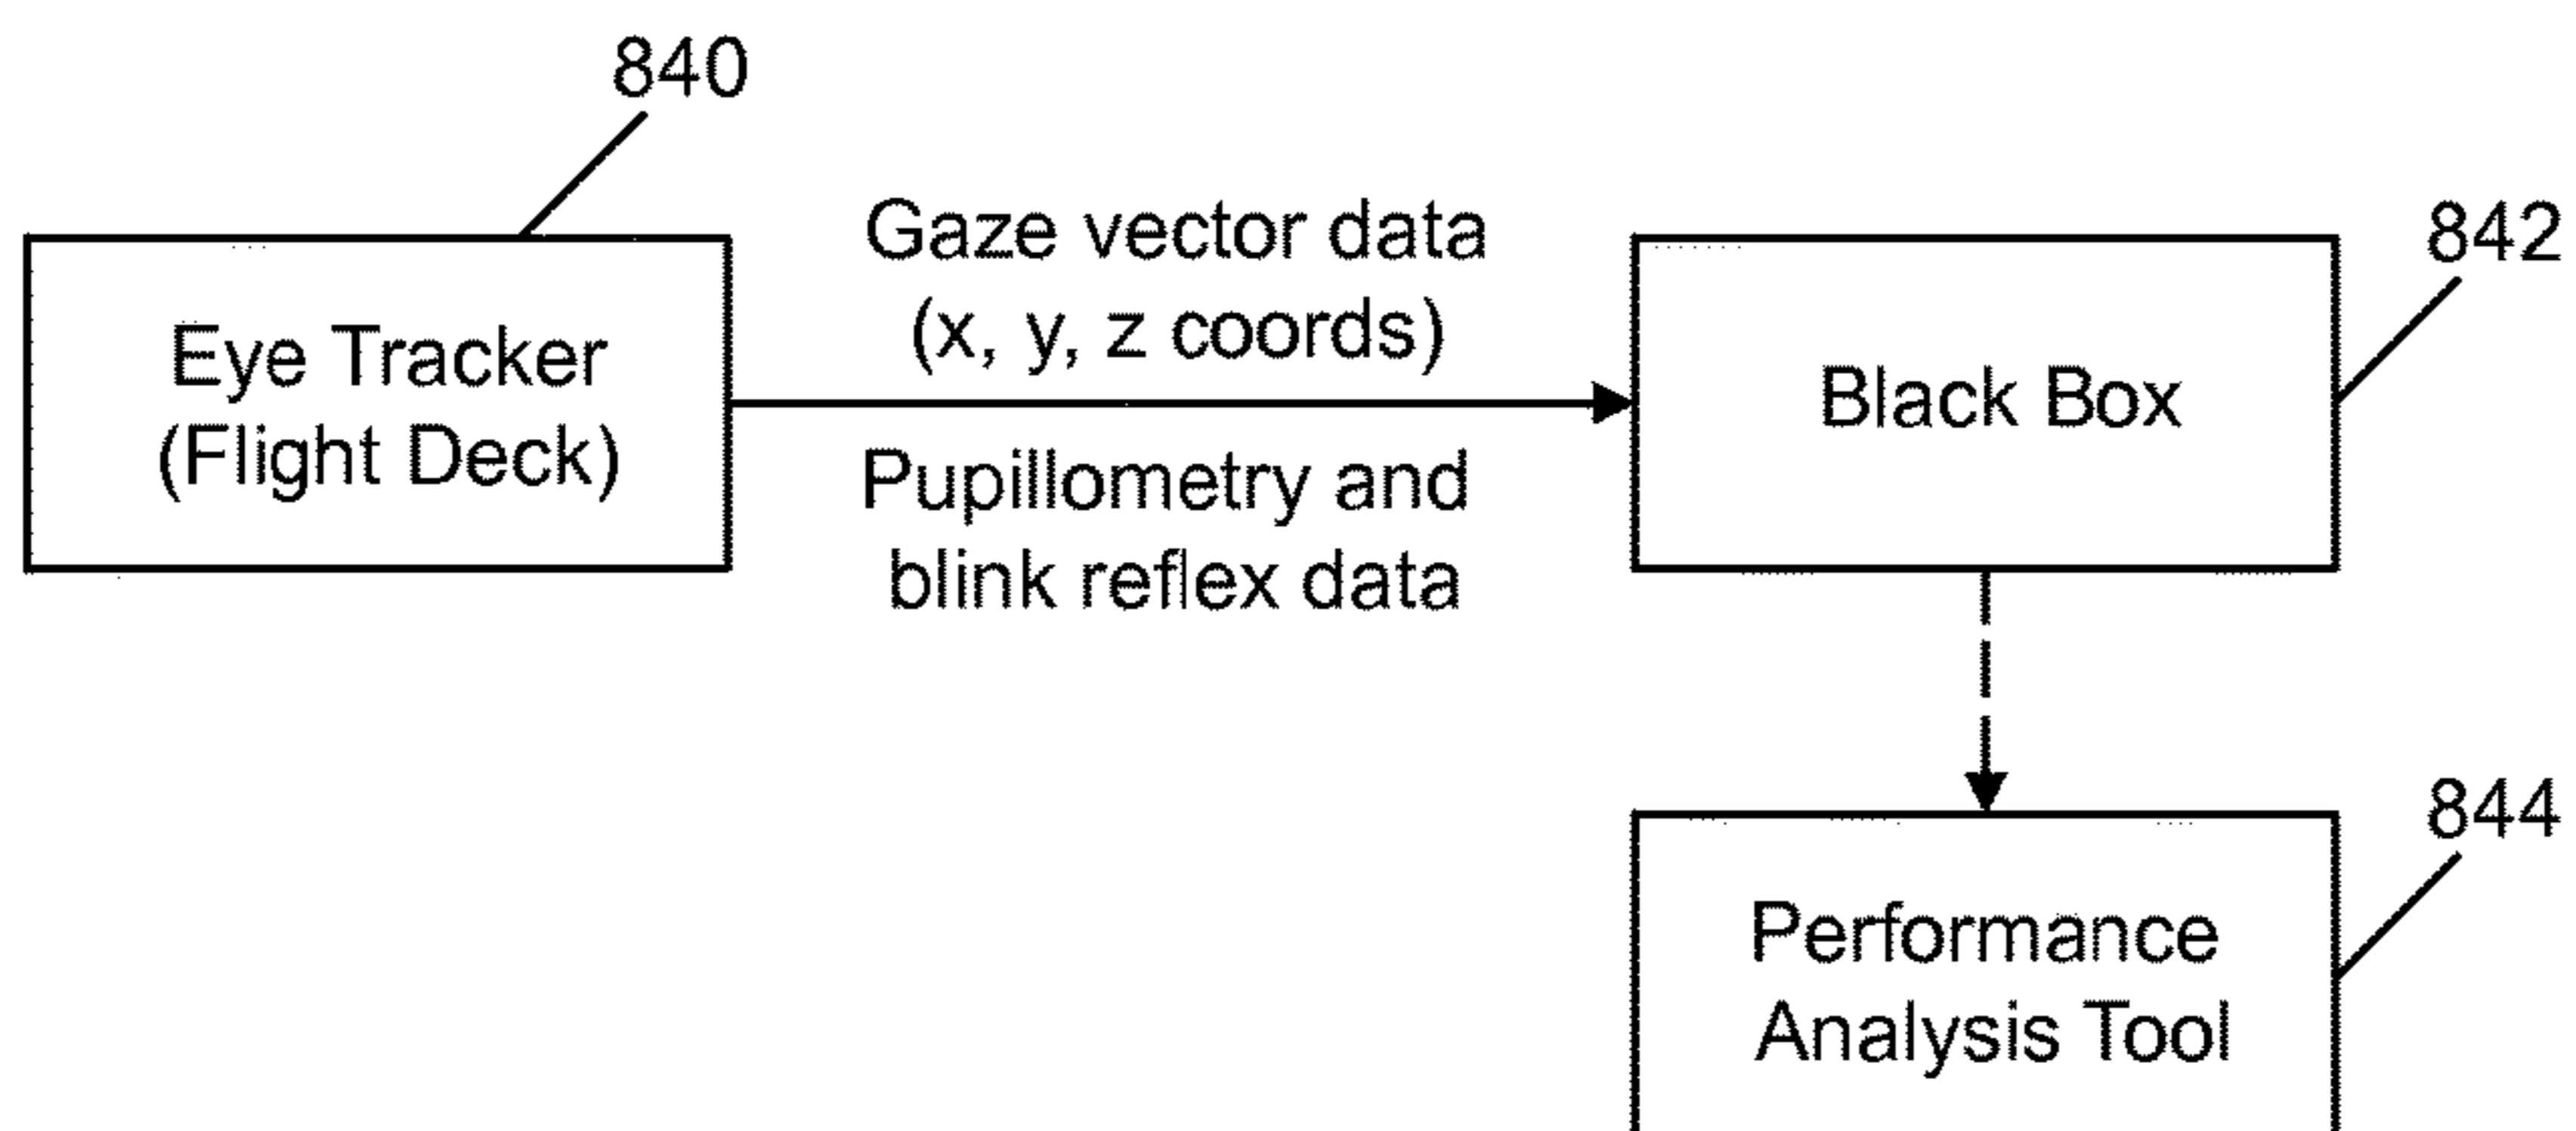 840
Gaze vector data
(x, y, z coords)
842
Eye Tracker
(Flight Deck)
Black Box
Pupillometry and
blink reflex data
844
Performance
Analysis Tool